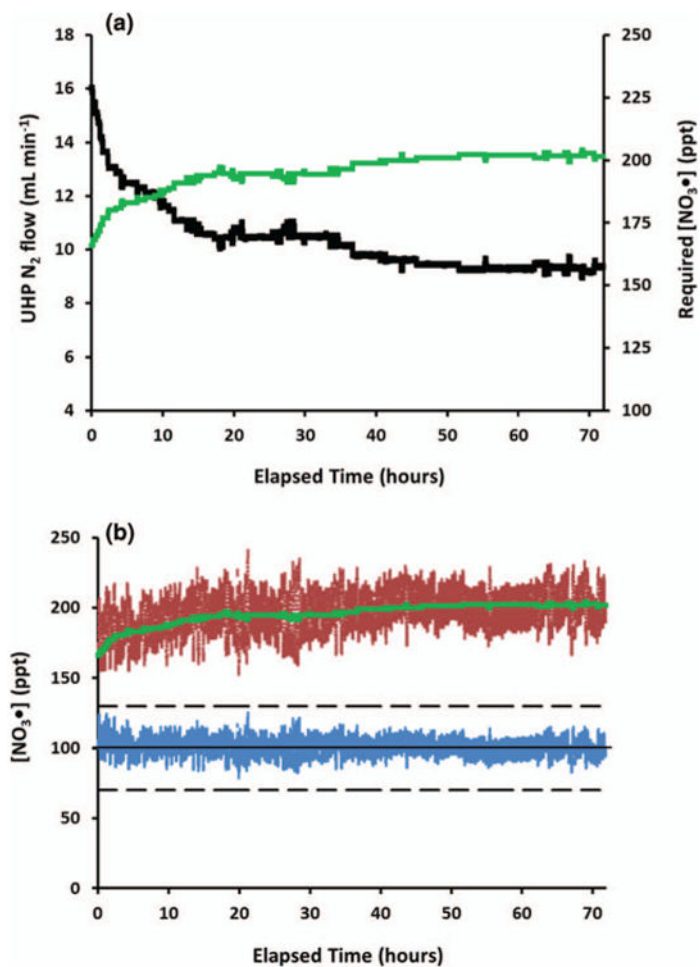 (a)
UHP N₂ flow (mL min⁻¹)
18
16
14
12
10
8
6
4
250
225
200
175
150
125
100
Required [NO₃•] (ppt)
0 10 20 30 40 50 60 70
Elapsed Time (hours)
(b)
[NO₃•] (ppt)
250
200
150
100
50
0
0 10 20 30 40 50 60 70
Elapsed Time (hours)